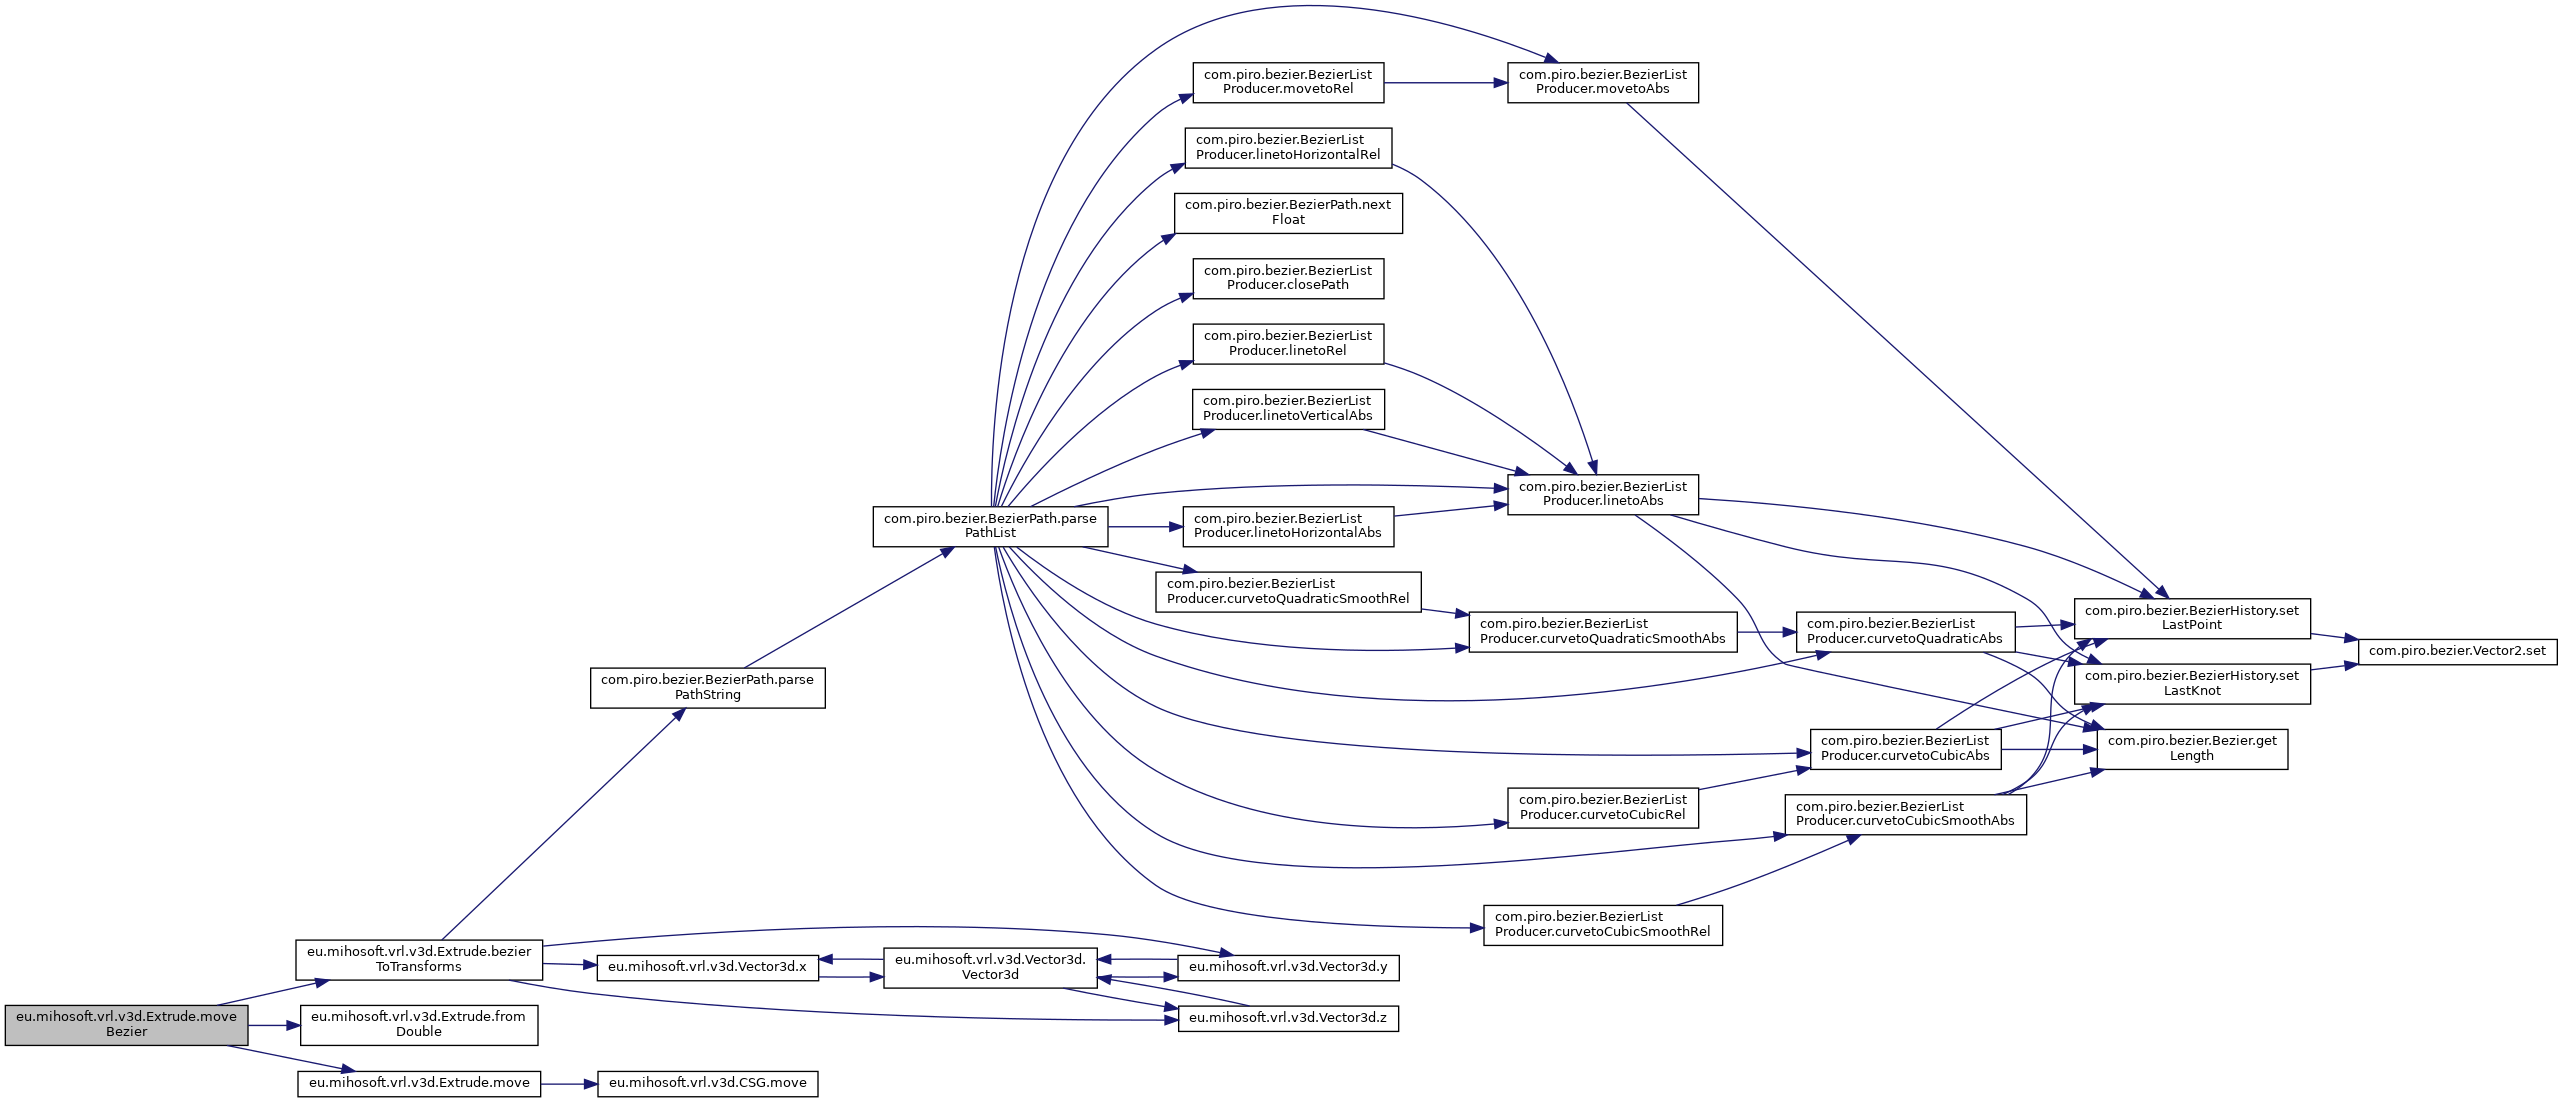 com.piro.bezier.BezierList
Producer.movetoRel
com.piro.bezier.BezierList
Producer.movetoAbs
com.piro.bezier.BezierList
Producer.linetoHorizontalRel
com.piro.bezier.BezierPath.next
Float
com.piro.bezier.BezierList
Producer.closePath
com.piro.bezier.BezierList
Producer.linetoRel
com.piro.bezier.BezierList
Producer.linetoVerticalAbs
com.piro.bezier.BezierList
Producer.linetoAbs
com.piro.bezier.BezierPath.parse
PathList
com.piro.bezier.BezierList
Producer.linetoHorizontalAbs
com.piro.bezier.BezierList
Producer.curvetoQuadraticSmoothRel
com.piro.bezier.BezierList
Producer.curvetoQuadraticSmoothAbs
com.piro.bezier.BezierList
Producer.curvetoQuadraticAbs
com.piro.bezier.BezierHistory.set
LastPoint
com.piro.bezier.Vector2.set
com.piro.bezier.BezierHistory.set
LastKnot
com.piro.bezier.BezierPath.parse
PathString
com.piro.bezier.BezierList
Producer.curvetoCubicAbs
com.piro.bezier.Bezier.get
Length
com.piro.bezier.BezierList
Producer.curvetoCubicRel
com.piro.bezier.BezierList
Producer.curvetoCubicSmoothAbs
com.piro.bezier.BezierList
Producer.curvetoCubicSmoothRel
eu.mihosoft.vrl.v3d.Extrude.bezier
ToTransforms
eu.mihosoft.vrl.v3d.Vector3d.x
eu.mihosoft.vrl.v3d.Vector3d.
Vector3d
eu.mihosoft.vrl.v3d.Vector3d.y
eu.mihosoft.vrl.v3d.Vector3d.z
eu.mihosoft.vrl.v3d.Extrude.move
Bezier
eu.mihosoft.vrl.v3d.Extrude.from
Double
eu.mihosoft.vrl.v3d.Extrude.move
eu.mihosoft.vrl.v3d.CSG.move